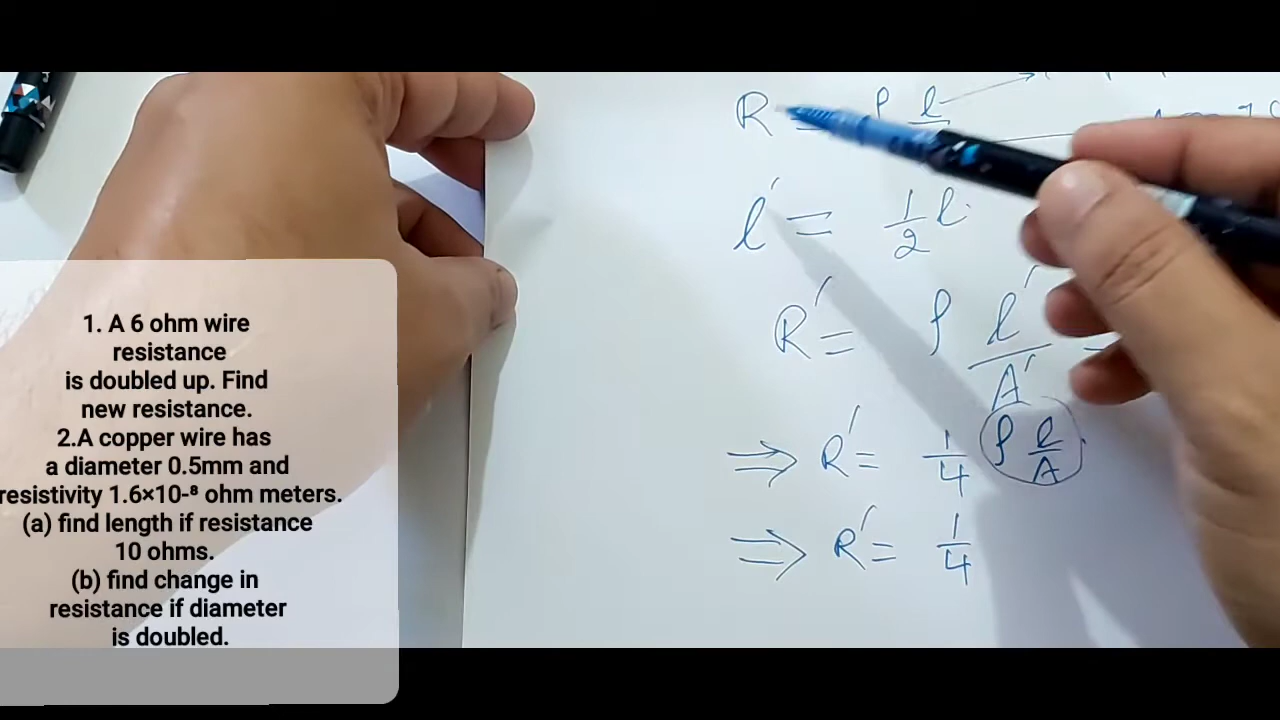 1. A 6 ohm wire
resistance
is doubled up. Find
new resistance.
2.A copper wire has
a diameter 0.5mm and
resistivity 1.6×10-⁸ ohm meters.
(a) find length if resistance
10 ohms.
(b) find change in
resistance if diameter
is doubled.
R = ρ l
l′ = 1/2 l
R′ = ρ l′/A′ =
⇒ R′ = 1/4 ρ l/A
⇒ R′ = 1/4